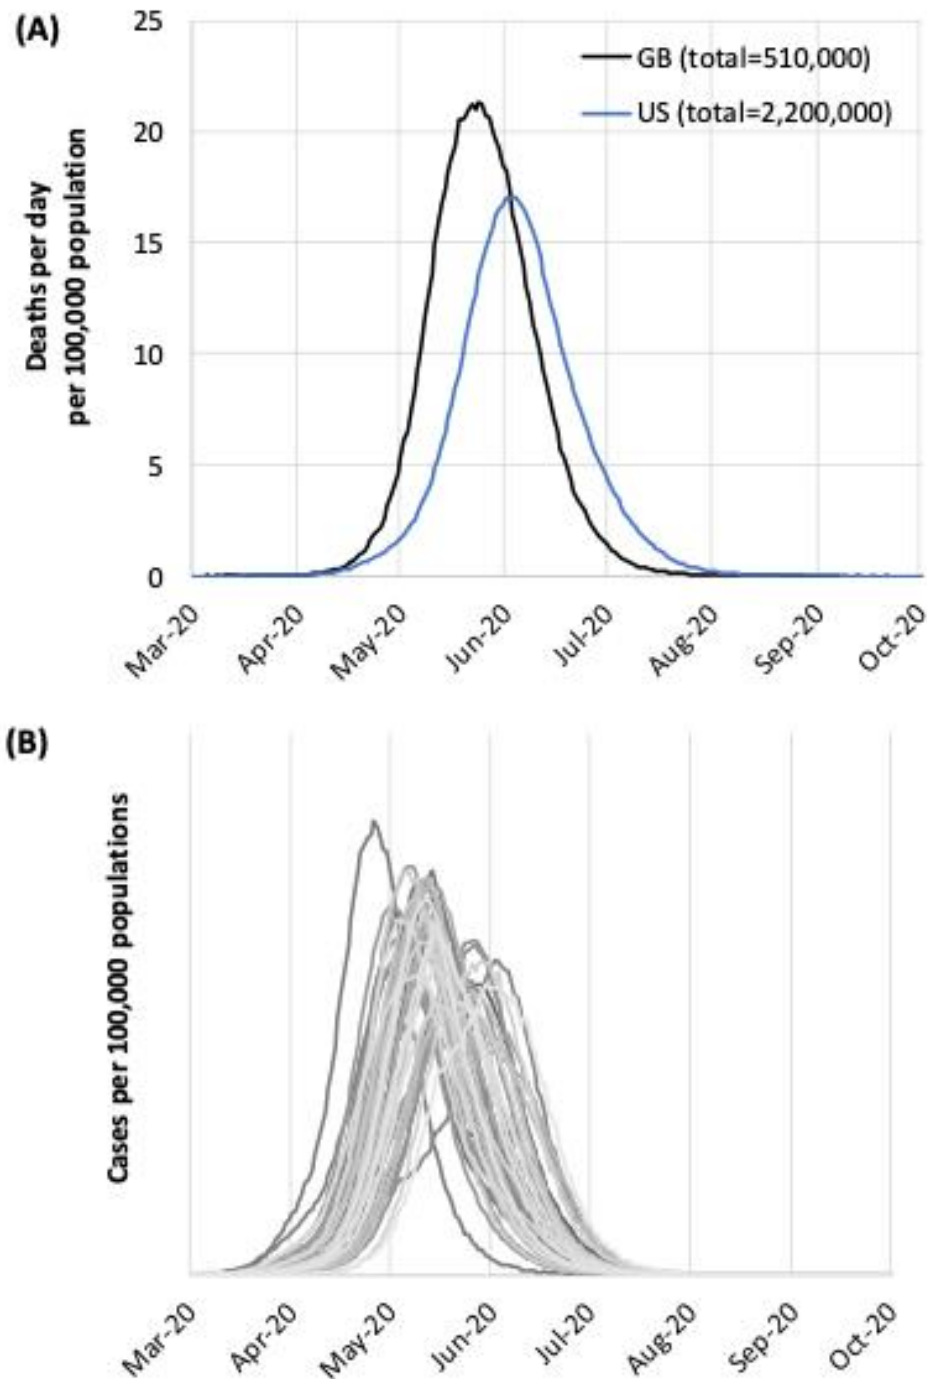 (A)
25
20
15
10
5
0
Deaths per day
per 100,000 population
GB (total=510,000)
US (total=2,200,000)
Mar-20
Apr-20
May-20
Jun-20
Jul-20
Aug-20
Sep-20
Oct-20
(B)
Cases per 100,000 populations
Mar-20
Apr-20
May-20
Jun-20
Jul-20
Aug-20
Sep-20
Oct-20